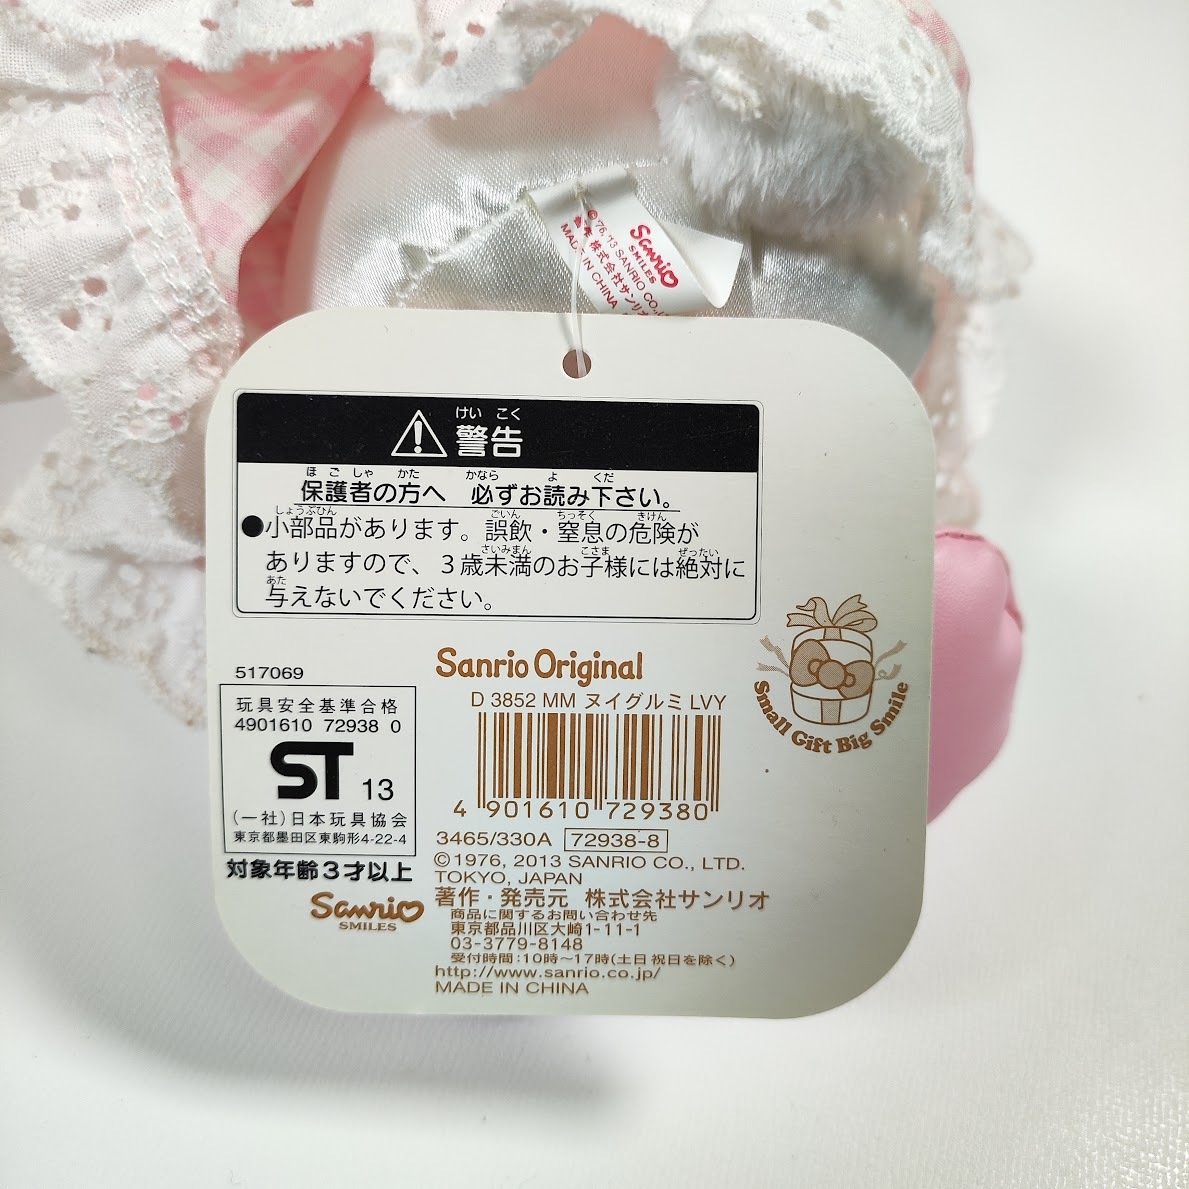 Sanrio
SMILES
©'76,'13 SANRIO CO.,L
株式会社サンリオ
MADE IN CHINA
けい こく
警告
ほ ご しゃ かた かなら よ くだ
保護者の方へ 必ずお読み下さい。
しょうぶひん ごいん ちっそく きけん
●小部品があります。誤飲・窒息の危険が
さいみまん こさま ぜったい
ありますので、3歳未満のお子様には絶対に
あた
与えないでください。
517069
玩具安全基準合格
4901610 72938 0
ST 13
(一社)日本玩具協会
東京都墨田区東駒形4-22-4
対象年齢3才以上
Sanrio
SMILES
Sanrio Original
D 3852 MM ヌイグルミ LVY
4 901610 729380
3465/330A 72938-8
©1976, 2013 SANRIO CO., LTD.
TOKYO, JAPAN
著作・発売元 株式会社サンリオ
商品に関するお問い合わせ先
東京都品川区大崎1-11-1
03-3779-8148
受付時間:10時~17時(土日祝日を除く)
http://www.sanrio.co.jp/
MADE IN CHINA
Small Gift Big Smile